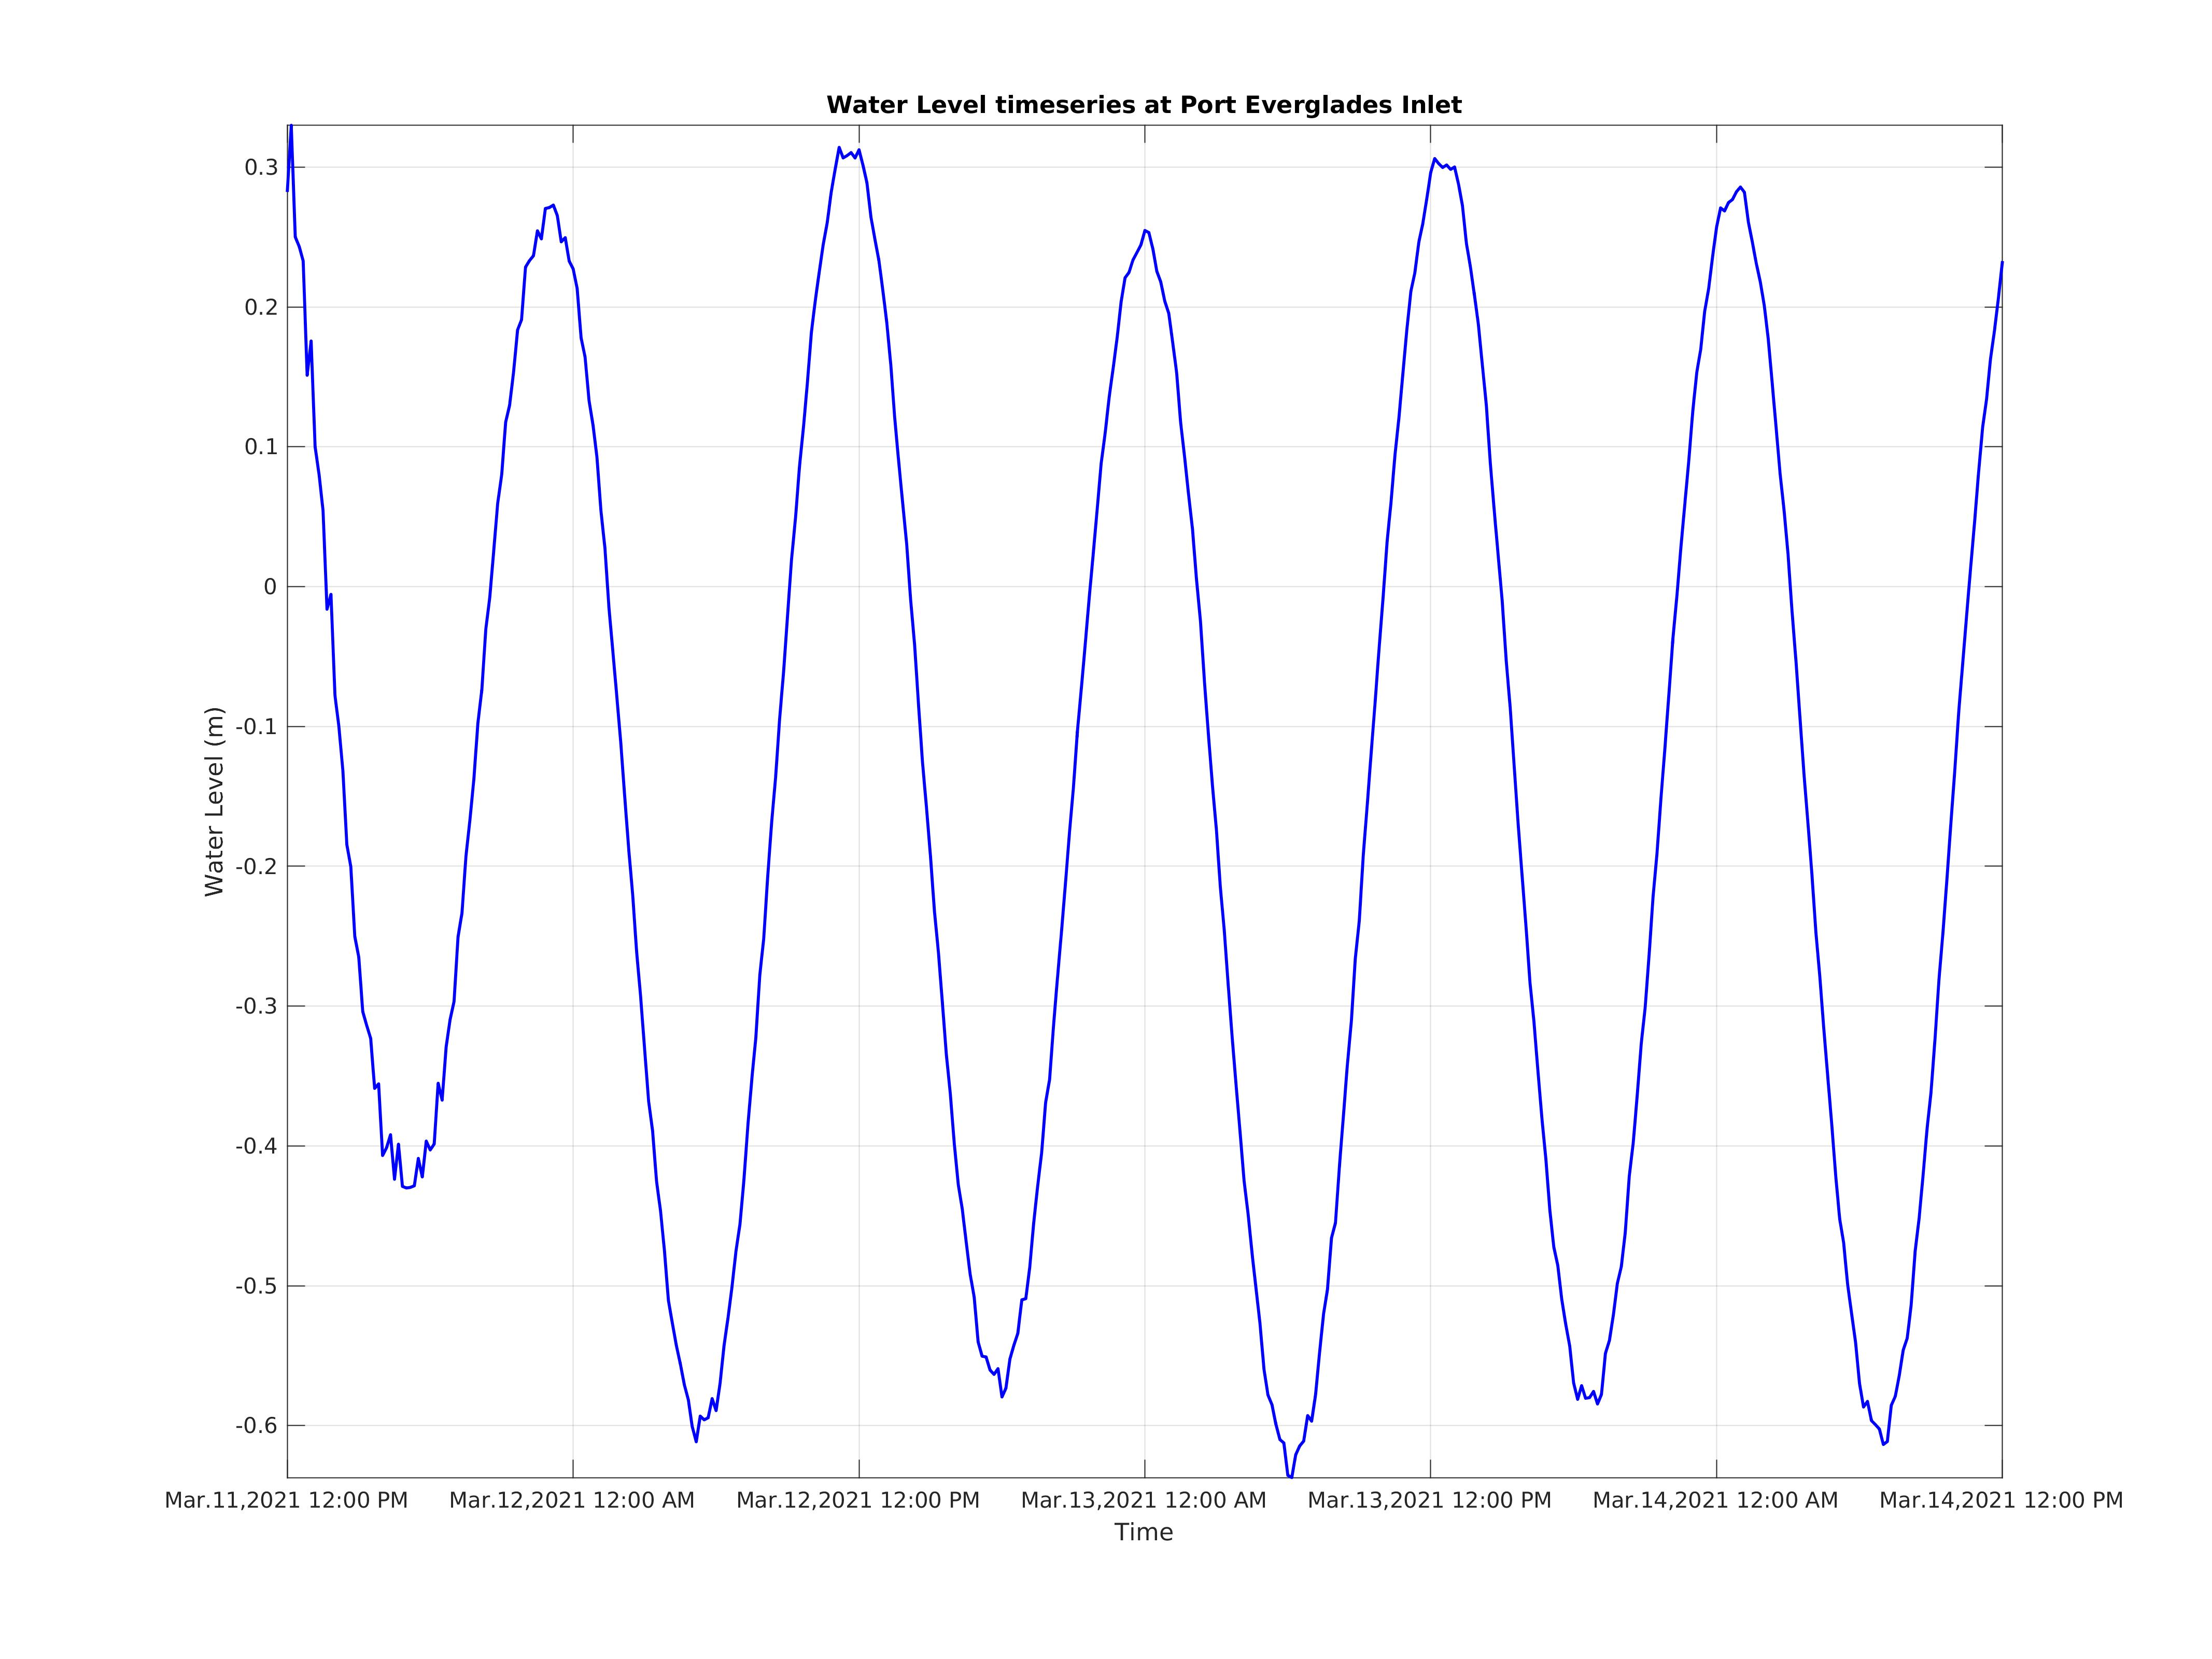 Water Level timeseries at Port Everglades Inlet
0.3
0.2
0.1
0
-0.1
-0.2
-0.3
-0.4
-0.5
-0.6
Water Level (m)
Mar.11,2021 12:00 PM Mar.12,2021 12:00 AM Mar.12,2021 12:00 PM Mar.13,2021 12:00 AM Mar.13,2021 12:00 PM Mar.14,2021 12:00 AM Mar.14,2021 12:00 PM
Time